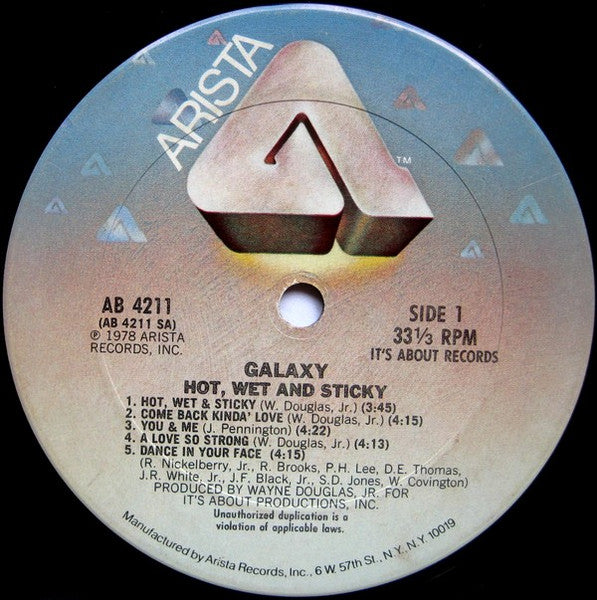 ARISTA
TM
AB 4211
(AB 4211 SA)
℗ 1978 ARISTA
RECORDS, INC.
SIDE 1
33⅓ RPM
IT'S ABOUT RECORDS
GALAXY
HOT, WET AND STICKY
1. HOT, WET & STICKY (W. Douglas, Jr.) (3:45)
2. COME BACK KINDA' LOVE (W. Douglas, Jr.) (4:15)
3. YOU & ME (J. Pennington) (4:22)
4. A LOVE SO STRONG (W. Douglas, Jr.) (4:13)
5. DANCE IN YOUR FACE (4:15)
(R. Nickelberry, Jr., R. Brooks, P.H. Lee, D.E. Thomas,
J.R. White, Jr., J.F. Black, Jr., S.D. Jones, W. Covington)
PRODUCED BY WAYNE DOUGLAS, JR. FOR
IT'S ABOUT PRODUCTIONS, INC.
Unauthorized duplication is a
violation of applicable laws.
Manufactured by Arista Records, Inc., 6 W. 57th St., N.Y. N.Y. 10019